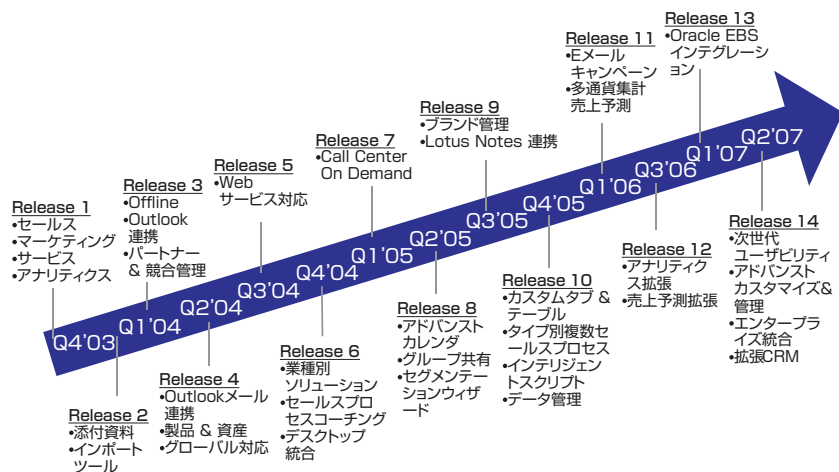 Release 1
•セールス
•マーケティング
•サービス
•アナリティクス
Release 2
•添付資料
•インポート
ツール
Release 3
•Offline
•Outlook
連携
•パートナー
& 競合管理
Release 4
•Outlookメール
連携
•製品 & 資産
•グローバル対応
Release 5
•Web
サービス対応
Release 6
•業種別
ソリューション
•セールスプロ
セスコーチング
•デスクトップ
統合
Release 7
•Call Center
On Demand
Release 8
•アドバンスト
カレンダ
•グループ共有
•セグメンテー
ションウィザ
ード
Release 9
•ブランド管理
•Lotus Notes 連携
Release 10
•カスタムタブ &
テーブル
•タイプ別複数セ
ールスプロセス
•インテリジェン
トスクリプト
•データ管理
Release 11
•Eメール
キャンペーン
•多通貨集計
売上予測
Release 12
•アナリティク
ス拡張
•売上予測拡張
Release 13
•Oracle EBS
インテグレーシ
ョン
Release 14
•次世代
ユーザビリティ
•アドバンスト
カスタマイズ&
管理
•エンタープラ
イズ統合
•拡張CRM
Q4’03
Q1’04
Q2’04
Q3’04
Q4’04
Q1’05
Q2’05
Q3’05
Q4’05
Q1’06
Q3’06
Q1’07
Q2’07